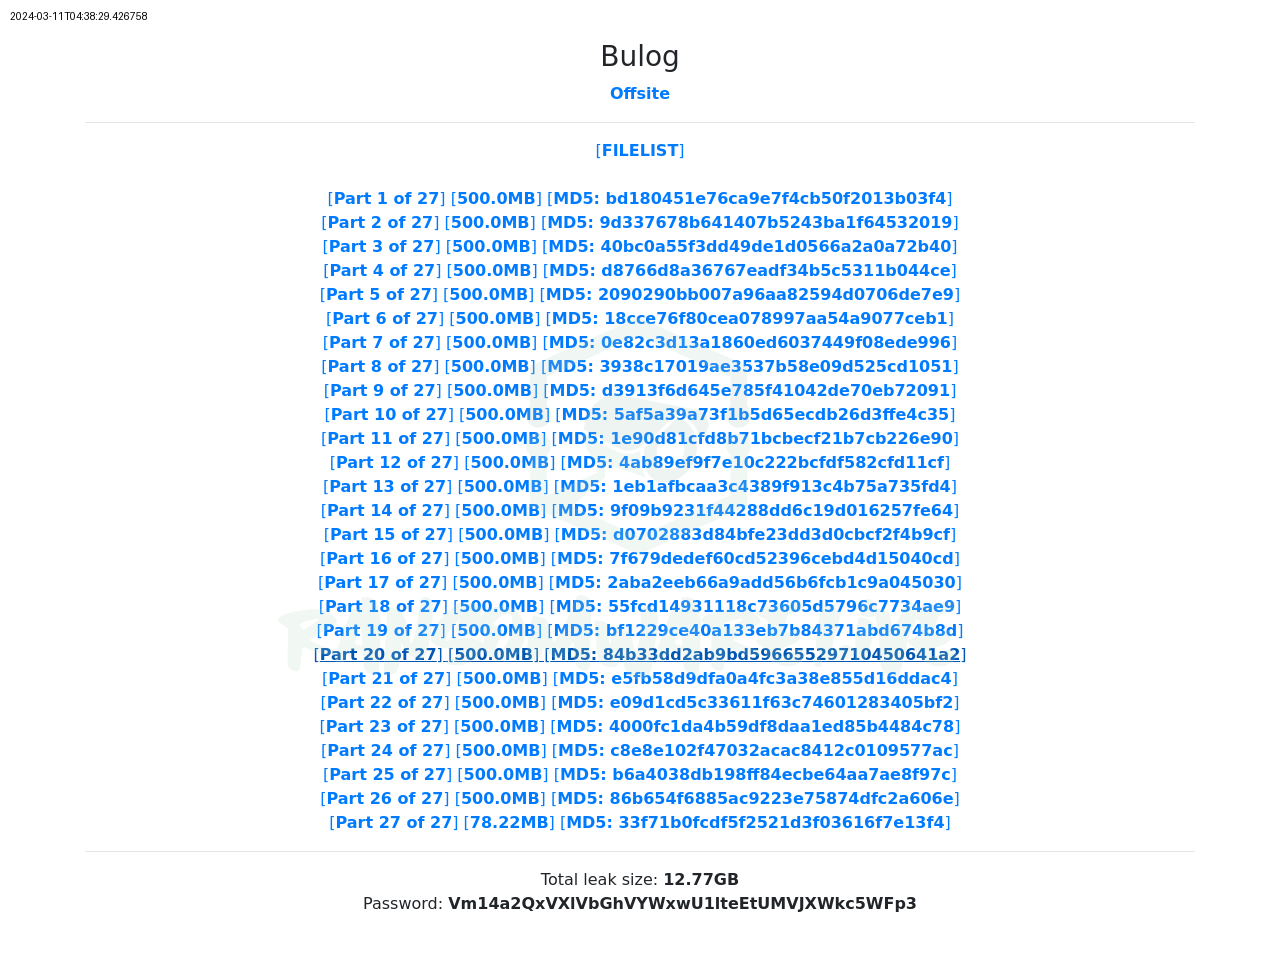 2024-03-11T04:38:29.426758
Bulog
Offsite
[FILELIST]
[Part 1 of 27] [500.0MB] [MD5: bd180451e76ca9e7f4cb50f2013b03f4]
[Part 2 of 27] [500.0MB] [MD5: 9d337678b641407b5243ba1f64532019]
[Part 3 of 27] [500.0MB] [MD5: 40bc0a55f3dd49de1d0566a2a0a72b40]
[Part 4 of 27] [500.0MB] [MD5: d8766d8a36767eadf34b5c5311b044ce]
[Part 5 of 27] [500.0MB] [MD5: 2090290bb007a96aa82594d0706de7e9]
[Part 6 of 27] [500.0MB] [MD5: 18cce76f80cea078997aa54a9077ceb1]
[Part 7 of 27] [500.0MB] [MD5: 0e82c3d13a1860ed6037449f08ede996]
[Part 8 of 27] [500.0MB] [MD5: 3938c17019ae3537b58e09d525cd1051]
[Part 9 of 27] [500.0MB] [MD5: d3913f6d645e785f41042de70eb72091]
[Part 10 of 27] [500.0MB] [MD5: 5af5a39a73f1b5d65ecdb26d3ffe4c35]
[Part 11 of 27] [500.0MB] [MD5: 1e90d81cfd8b71bcbecf21b7cb226e90]
[Part 12 of 27] [500.0MB] [MD5: 4ab89ef9f7e10c222bcfdf582cfd11cf]
[Part 13 of 27] [500.0MB] [MD5: 1eb1afbcaa3c4389f913c4b75a735fd4]
[Part 14 of 27] [500.0MB] [MD5: 9f09b9231f44288dd6c19d016257fe64]
[Part 15 of 27] [500.0MB] [MD5: d0702883d84bfe23dd3d0cbcf2f4b9cf]
[Part 16 of 27] [500.0MB] [MD5: 7f679dedef60cd52396cebd4d15040cd]
[Part 17 of 27] [500.0MB] [MD5: 2aba2eeb66a9add56b6fcb1c9a045030]
[Part 18 of 27] [500.0MB] [MD5: 55fcd14931118c73605d5796c7734ae9]
[Part 19 of 27] [500.0MB] [MD5: bf1229ce40a133eb7b84371abd674b8d]
[Part 20 of 27] [500.0MB] [MD5: 84b33dd2ab9bd59665529710450641a2]
[Part 21 of 27] [500.0MB] [MD5: e5fb58d9dfa0a4fc3a38e855d16ddac4]
[Part 22 of 27] [500.0MB] [MD5: e09d1cd5c33611f63c74601283405bf2]
[Part 23 of 27] [500.0MB] [MD5: 4000fc1da4b59df8daa1ed85b4484c78]
[Part 24 of 27] [500.0MB] [MD5: c8e8e102f47032acac8412c0109577ac]
[Part 25 of 27] [500.0MB] [MD5: b6a4038db198ff84ecbe64aa7ae8f97c]
[Part 26 of 27] [500.0MB] [MD5: 86b654f6885ac9223e75874dfc2a606e]
[Part 27 of 27] [78.22MB] [MD5: 33f71b0fcdf5f2521d3f03616f7e13f4]
Total leak size: 12.77GB
Password: Vm14a2QxVXlVbGhVYWxwU1lteEtUMVJXWkc5WFp3